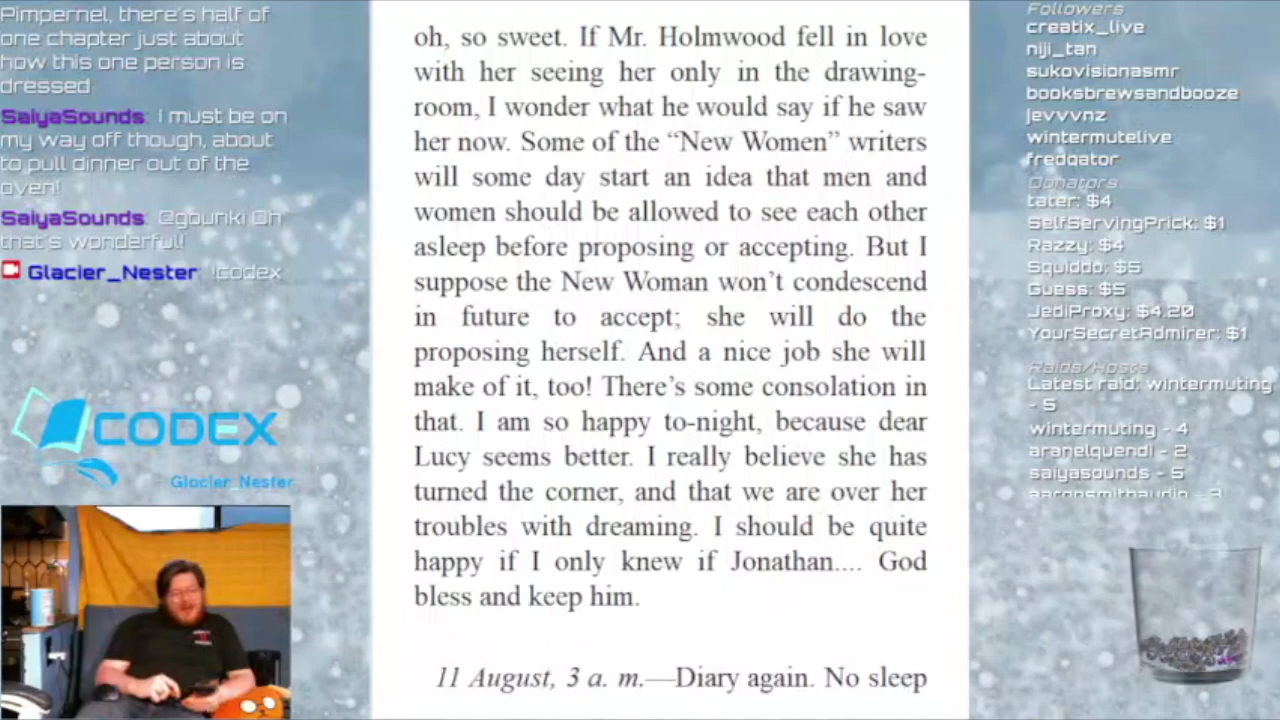 Pimpernel, there's half of
one chapter just about
how this one person is
dressed
SaiyaSounds: I must be on
my way off though, about
to pull dinner out of the
oven!
SaiyaSounds: @gouriki Oh
that's wonderful!
Glacier_Nester: !codex
CODEX
Glacier_Nester
oh, so sweet. If Mr. Holmwood fell in love
with her seeing her only in the drawing-
room, I wonder what he would say if he saw
her now. Some of the “New Women” writers
will some day start an idea that men and
women should be allowed to see each other
asleep before proposing or accepting. But I
suppose the New Woman won’t condescend
in future to accept; she will do the
proposing herself. And a nice job she will
make of it, too! There’s some consolation in
that. I am so happy to-night, because dear
Lucy seems better. I really believe she has
turned the corner, and that we are over her
troubles with dreaming. I should be quite
happy if I only knew if Jonathan.... God
bless and keep him.
11 August, 3 a. m.—Diary again. No sleep
Followers
creatix_live
niji_tan
sukovisionasmr
booksbrewsandbooze
jevvvnz
wintermutelive
fredgator
Donators
tater: $4
SelfServingPrick: $1
Razzy: $4
Squiddo: $5
Guess: $5
JediProxy: $4.20
YourSecretAdmirer: $1
Raids/Hosts
Latest raid: wintermuting
- 5
wintermuting - 4
aranelquendi - 2
saiyasounds - 5